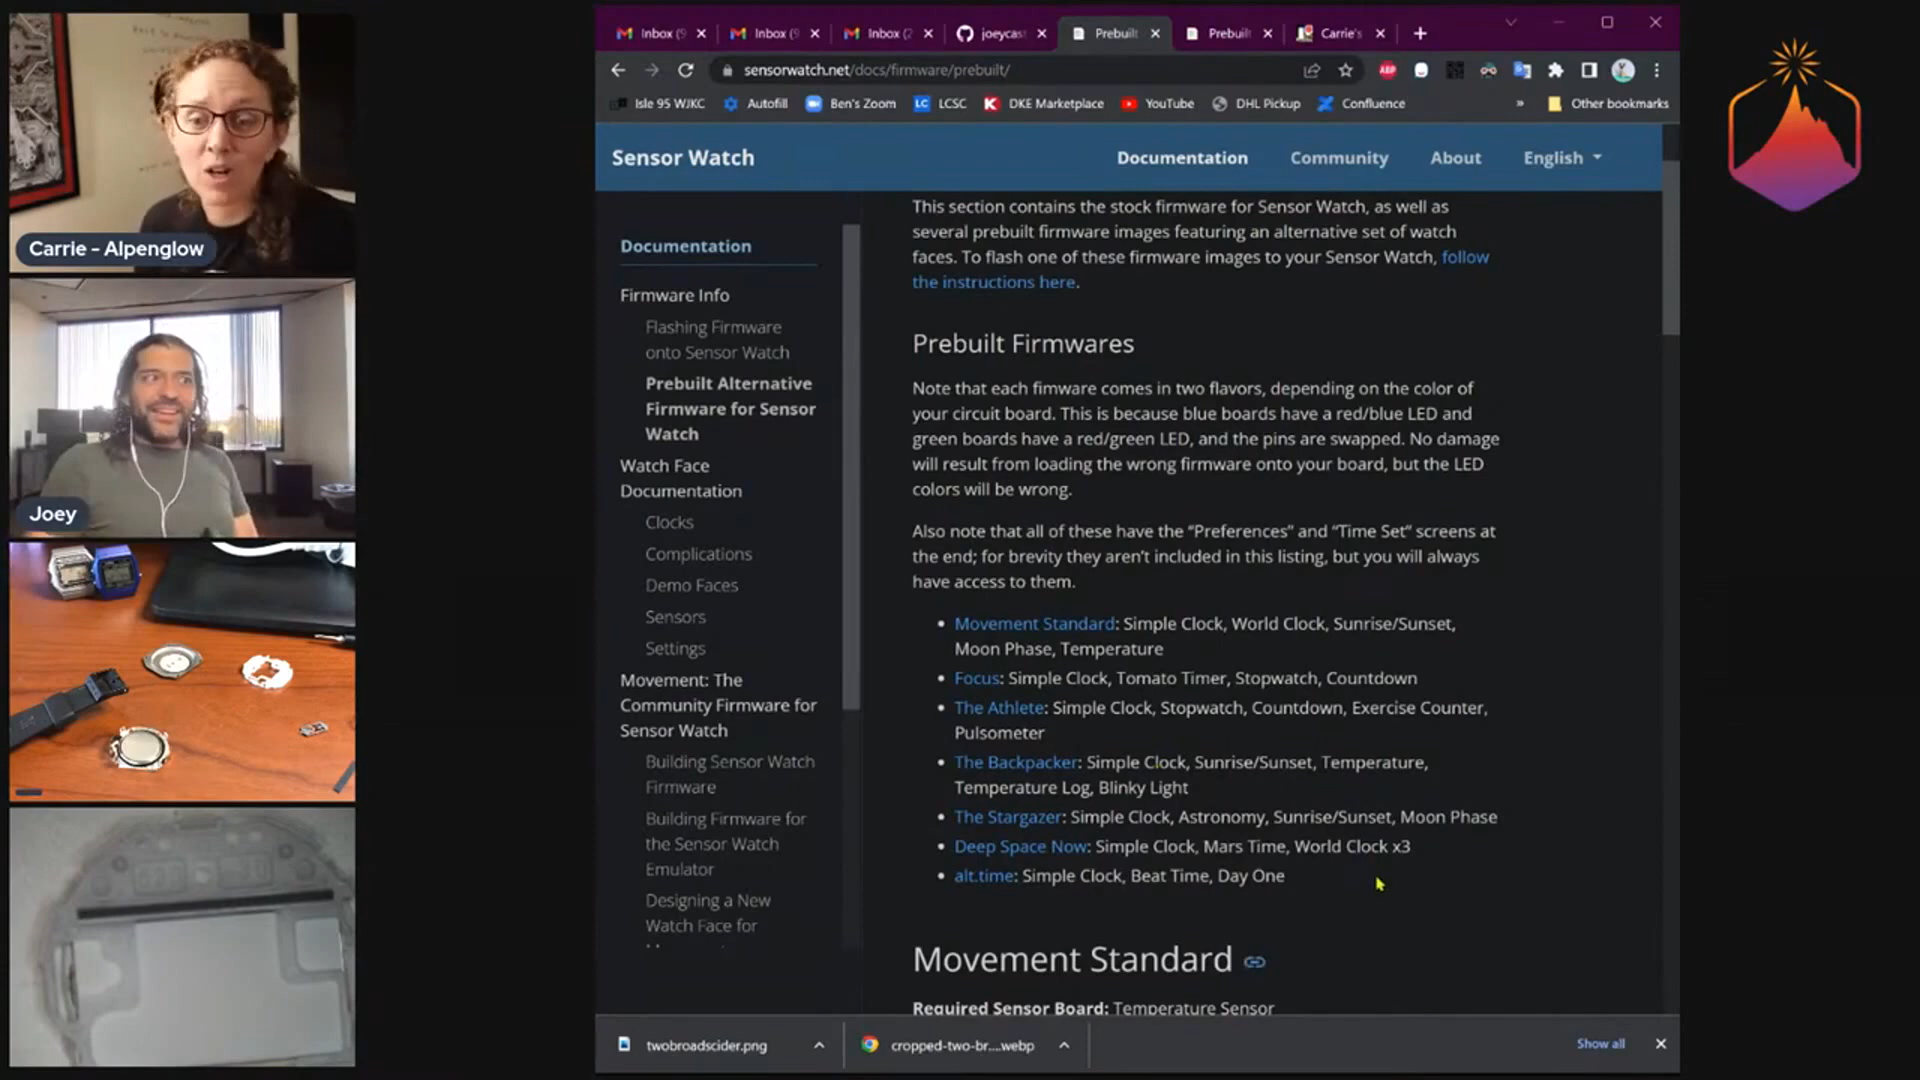 Carrie - Alpenglow
Joey
Inbox (9
Inbox (9
Inbox (2
joeycas
Prebuilt
Prebuilt
Carrie's
sensorwatch.net/docs/firmware/prebuilt/
ABP
Isle 95 WJKC
Autofill
Ben's Zoom
LC LCSC
DKE Marketplace
YouTube
DHL Pickup
Confluence
»
Other bookmarks
Sensor Watch
Documentation
Community
About
English
Documentation
Firmware Info
Flashing Firmware
onto Sensor Watch
Prebuilt Alternative
Firmware for Sensor
Watch
Watch Face
Documentation
Clocks
Complications
Demo Faces
Sensors
Settings
Movement: The
Community Firmware for
Sensor Watch
Building Sensor Watch
Firmware
Building Firmware for
the Sensor Watch
Emulator
Designing a New
Watch Face for
This section contains the stock firmware for Sensor Watch, as well as
several prebuilt firmware images featuring an alternative set of watch
faces. To flash one of these firmware images to your Sensor Watch, follow
the instructions here.
Prebuilt Firmwares
Note that each fimware comes in two flavors, depending on the color of
your circuit board. This is because blue boards have a red/blue LED and
green boards have a red/green LED, and the pins are swapped. No damage
will result from loading the wrong firmware onto your board, but the LED
colors will be wrong.
Also note that all of these have the “Preferences” and “Time Set” screens at
the end; for brevity they aren’t included in this listing, but you will always
have access to them.
• Movement Standard: Simple Clock, World Clock, Sunrise/Sunset,
Moon Phase, Temperature
• Focus: Simple Clock, Tomato Timer, Stopwatch, Countdown
• The Athlete: Simple Clock, Stopwatch, Countdown, Exercise Counter,
Pulsometer
• The Backpacker: Simple Clock, Sunrise/Sunset, Temperature,
Temperature Log, Blinky Light
• The Stargazer: Simple Clock, Astronomy, Sunrise/Sunset, Moon Phase
• Deep Space Now: Simple Clock, Mars Time, World Clock x3
• alt.time: Simple Clock, Beat Time, Day One
Movement Standard
Required Sensor Board: Temperature Sensor
twobroadscider.png
cropped-two-br....webp
Show all